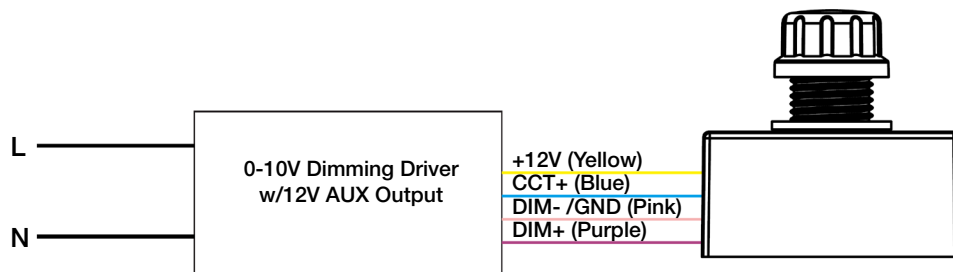 L
N
0-10V Dimming Driver
w/12V AUX Output
+12V (Yellow)
CCT+ (Blue)
DIM- /GND (Pink)
DIM+ (Purple)